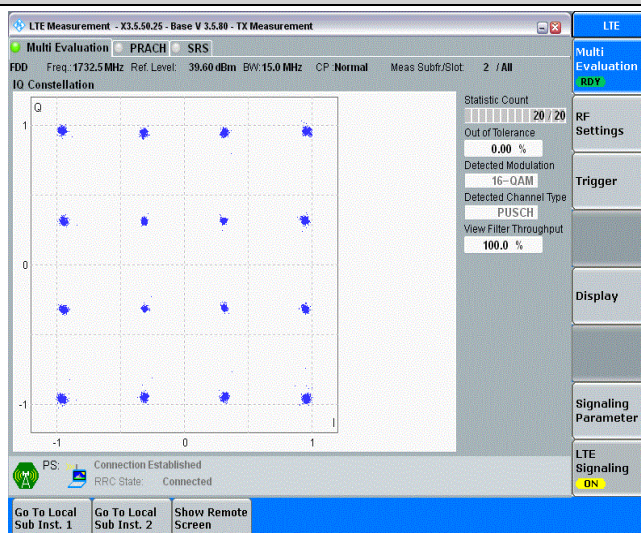 LTE Measurement - X3.5.50.25 - Base V 3.5.80 - TX Measurement
LTE
Multi Evaluation PRACH SRS
FDD Freq.:1732.5 MHz Ref. Level: 39.60 dBm BW:15.0 MHz CP :Normal Meas Subfr./Slot: 2 / All
IQ Constellation
Q
1
0
-1
-1 0 1
I
Statistic Count
20 / 20
Out of Tolerance
0.00 %
Detected Modulation
16-QAM
Detected Channel Type
PUSCH
View Filter Throughput
100.0 %
Multi
Evaluation
RDY
RF
Settings
Trigger
Display
Signaling
Parameter
LTE
Signaling
ON
PS: Connection Established
RRC State: Connected
Go To Local
Sub Inst. 1
Go To Local
Sub Inst. 2
Show Remote
Screen